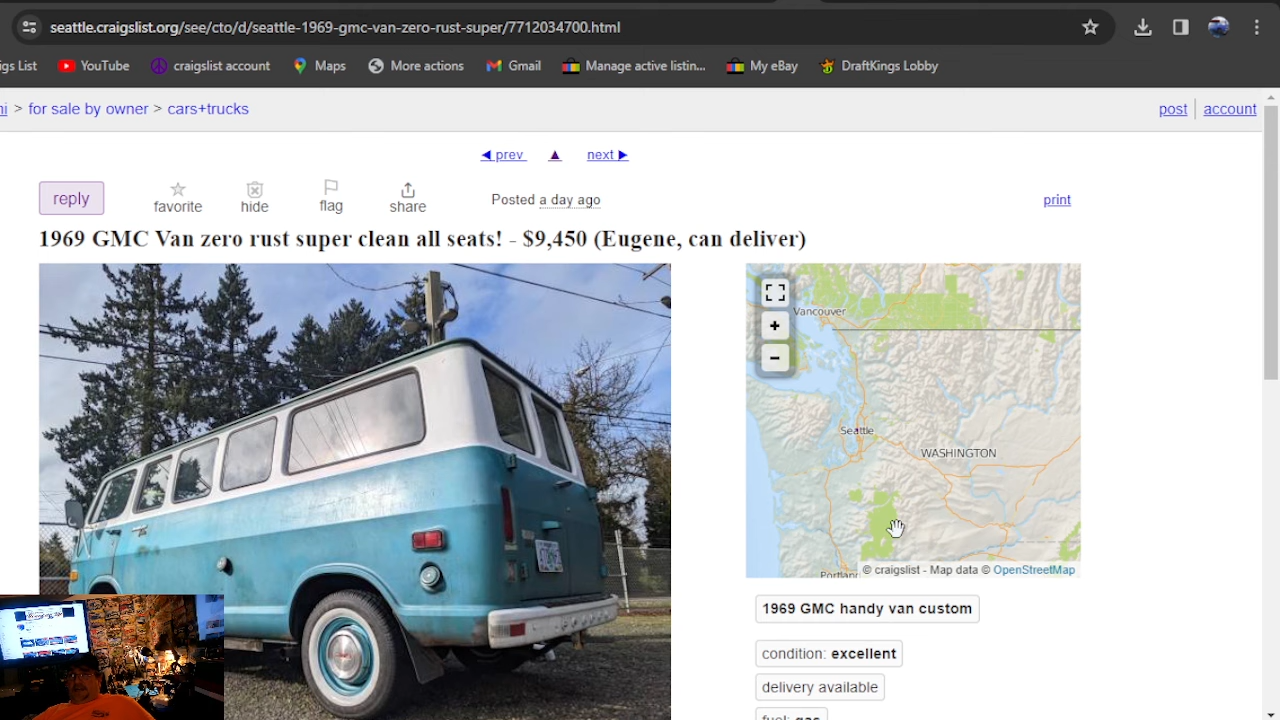 seattle.craigslist.org/see/cto/d/seattle-1969-gmc-van-zero-rust-super/7712034700.html
igs List YouTube craigslist account Maps More actions Gmail Manage active listin... My eBay DraftKings Lobby
> for sale by owner > cars+trucks
post account
◀ prev ▲ next ▶
reply
favorite
hide
flag
share
Posted a day ago
print
1969 GMC Van zero rust super clean all seats! - $9,450 (Eugene, can deliver)
+
−
Vancouver
Seattle
WASHINGTON
Portland
© craigslist - Map data © OpenStreetMap
1969 GMC handy van custom
condition: excellent
delivery available
fuel: gas